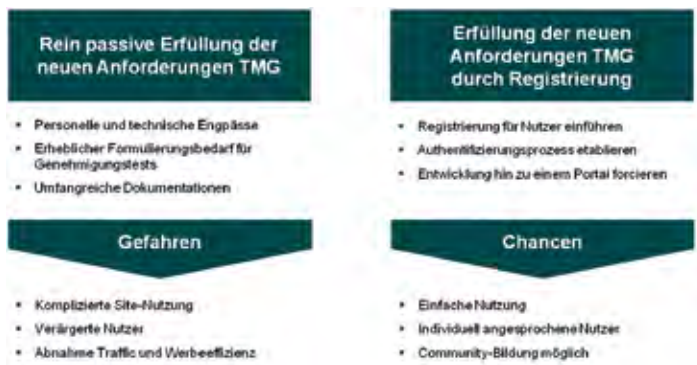 Rein passive Erfüllung der
neuen Anforderungen TMG
• Personelle und technische Engpässe
• Erheblicher Formulierungsbedarf für
Genehmigungstests
• Umfangreiche Dokumentationen
Gefahren
• Komplizierte Site-Nutzung
• Verärgerte Nutzer
• Abnahme Traffic und Werbeeffizienz
Erfüllung der neuen
Anforderungen TMG
durch Registrierung
• Registrierung für Nutzer einführen
• Authentifizierungsprozess etablieren
• Entwicklung hin zu einem Portal forcieren
Chancen
• Einfache Nutzung
• Individuell angesprochene Nutzer
• Community-Bildung möglich